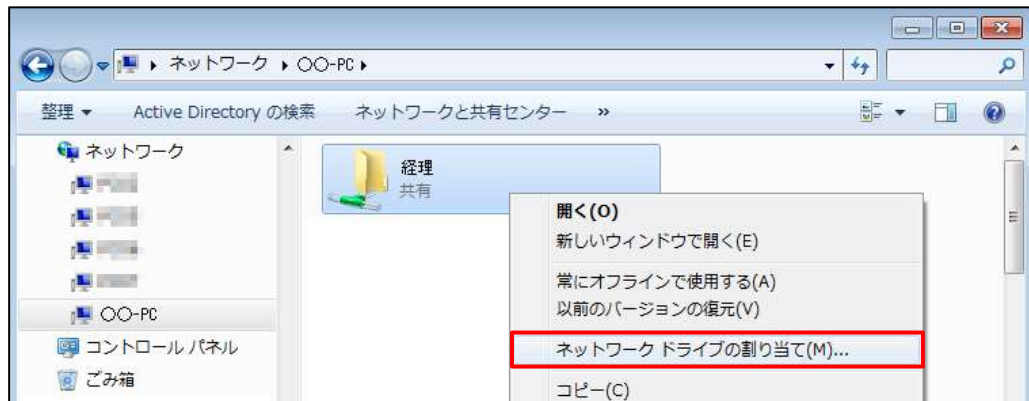 ネットワーク ▸ 〇〇-PC ▸
整理 ▼ Active Directory の検索 ネットワークと共有センター »
ネットワーク
〇〇-PC
コントロール パネル
ごみ箱
経理
共有
開く(O)
新しいウィンドウで開く(E)
常にオフラインで使用する(A)
以前のバージョンの復元(V)
ネットワーク ドライブの割り当て(M)...
コピー(C)